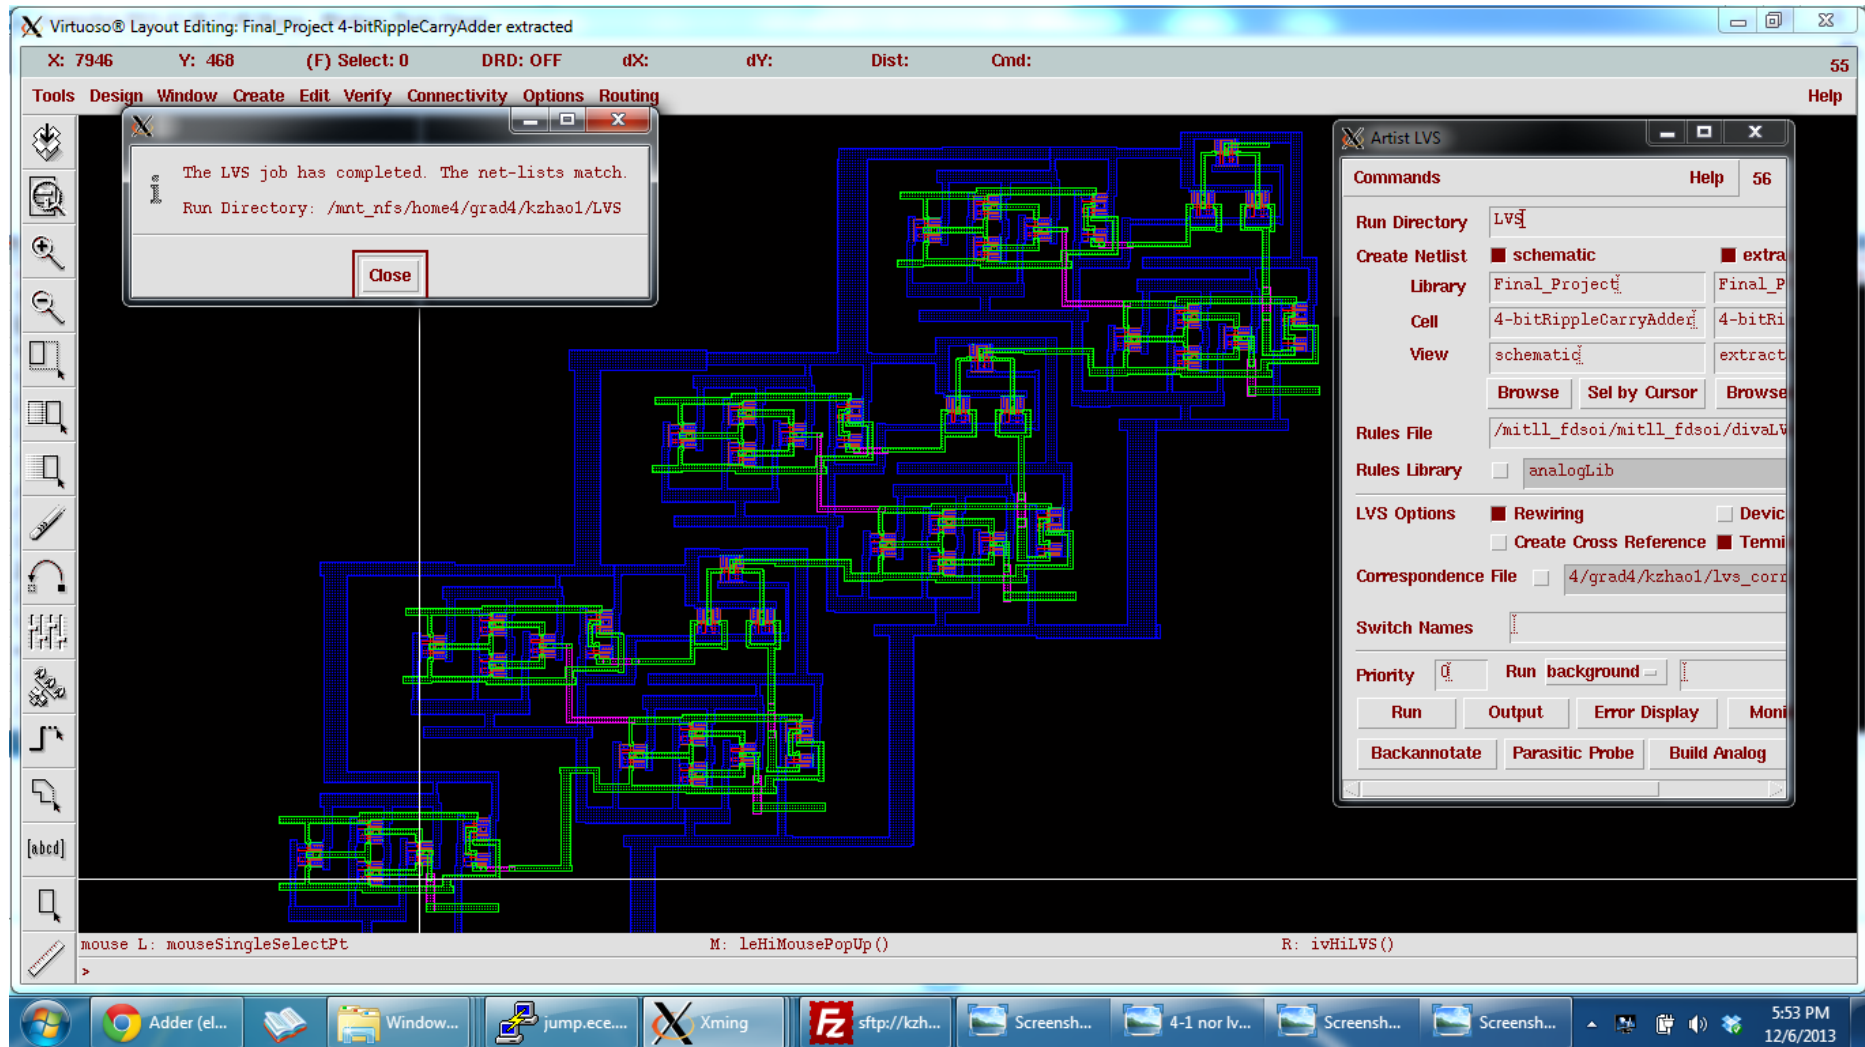 Virtuoso® Layout Editing: Final_Project 4-bitRippleCarryAdder extracted
X: 7946 Y: 468 (F) Select: 0 DRD: OFF dX: dY: Dist: Cmd: 55
Tools Design Window Create Edit Verify Connectivity Options Routing Help
The LVS job has completed. The net-lists match.
Run Directory: /mnt_nfs/home4/grad4/kzhao1/LVS
Close
Artist LVS
Commands Help 56
Run Directory LVS
Create Netlist schematic extra
Library Final_Project Final_P
Cell 4-bitRippleCarryAdder 4-bitRi
View schematic extract
Browse Sel by Cursor Browse
Rules File /mitll_fdsoi/mitll_fdsoi/divaLV
Rules Library analogLib
LVS Options Rewiring Devic
Create Cross Reference Termi
Correspondence File 4/grad4/kzhao1/lvs_corr
Switch Names
Priority 0 Run background
Run Output Error Display Moni
Backannotate Parasitic Probe Build Analog
[abcd]
mouse L: mouseSingleSelectPt M: leHiMousePopUp() R: ivHiLVS()
>
Adder (el... Window... jump.ece.... Xming sftp://kzh... Screensh... 4-1 nor lv... Screensh... Screensh... 5:53 PM
12/6/2013